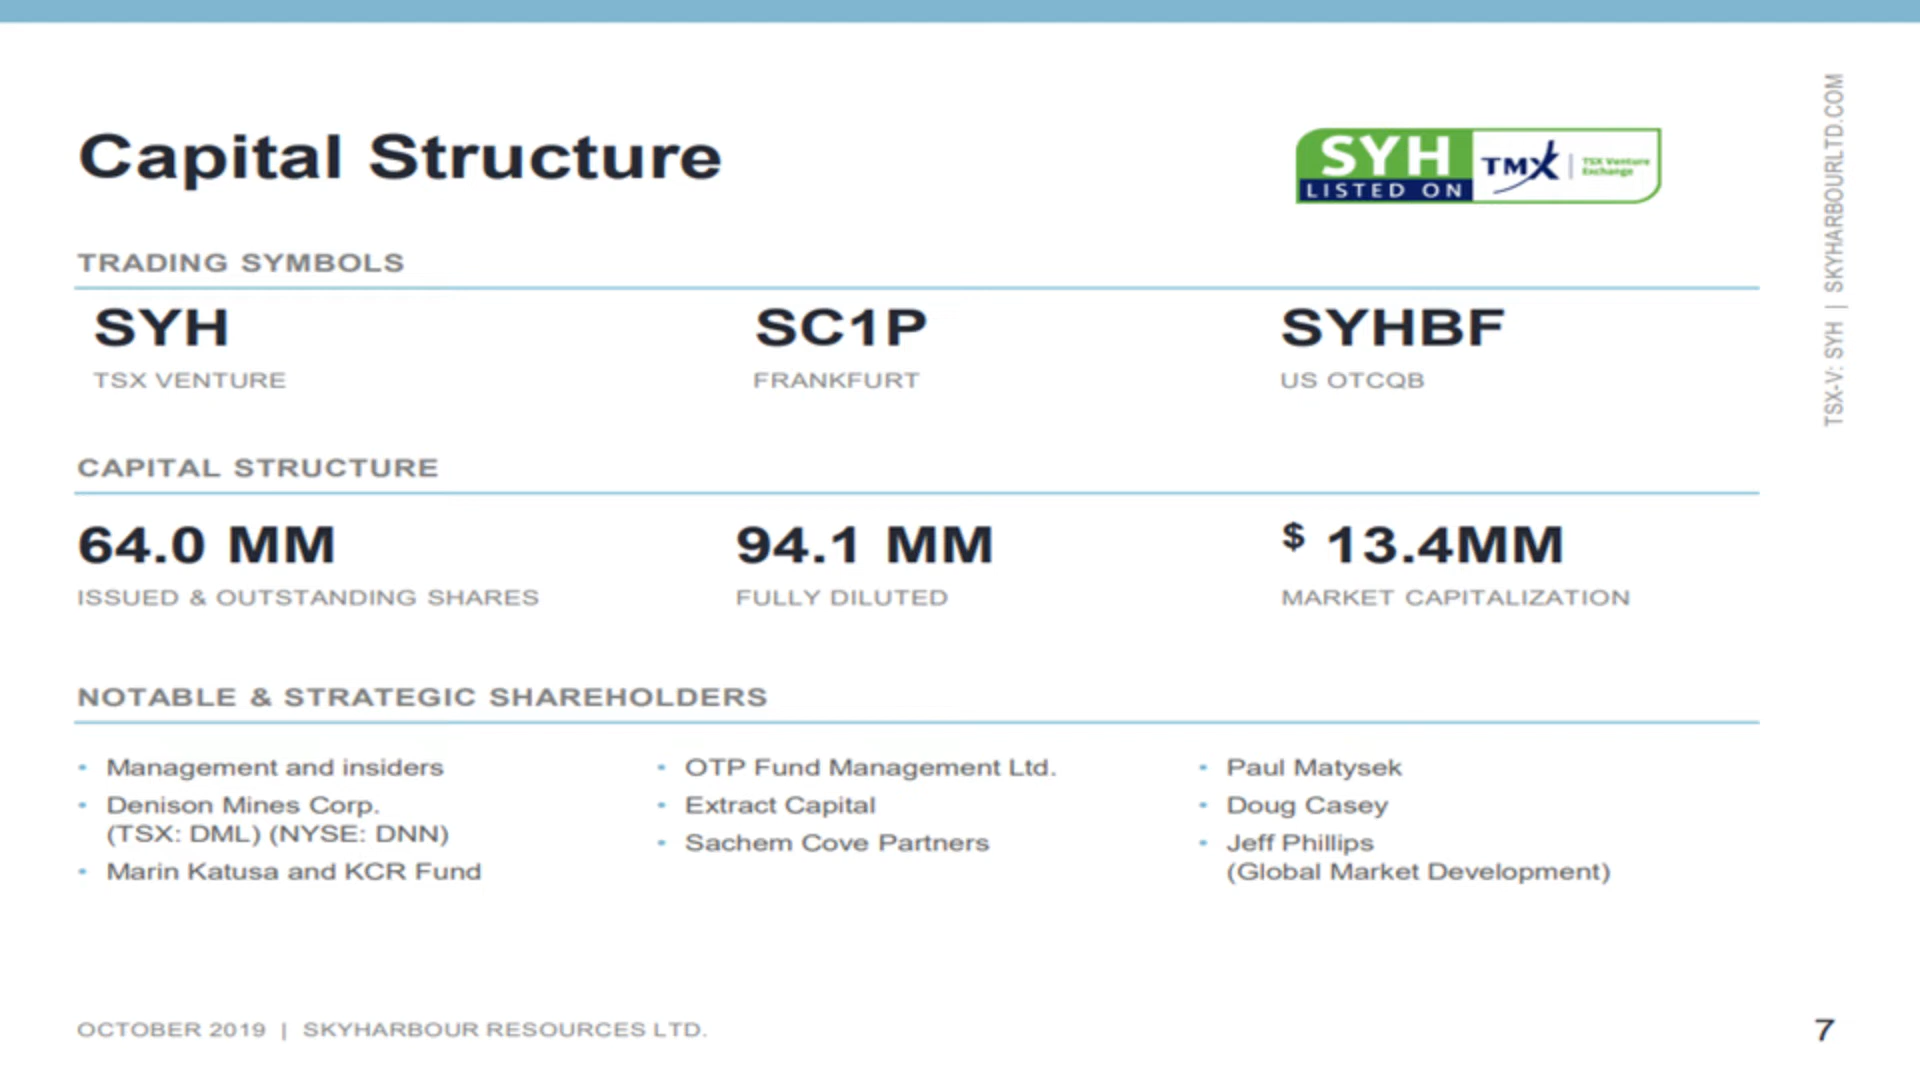 Capital Structure
SYH
LISTED ON
TMX
TSX Venture
Exchange
TSX-V: SYH | SKYHARBOURLTD.COM
TRADING SYMBOLS
SYH
TSX VENTURE
SC1P
FRANKFURT
SYHBF
US OTCQB
CAPITAL STRUCTURE
64.0 MM
ISSUED & OUTSTANDING SHARES
94.1 MM
FULLY DILUTED
$ 13.4MM
MARKET CAPITALIZATION
NOTABLE & STRATEGIC SHAREHOLDERS
• Management and insiders
• Denison Mines Corp.
(TSX: DML) (NYSE: DNN)
• Marin Katusa and KCR Fund
• OTP Fund Management Ltd.
• Extract Capital
• Sachem Cove Partners
• Paul Matysek
• Doug Casey
• Jeff Phillips
(Global Market Development)
OCTOBER 2019 | SKYHARBOUR RESOURCES LTD.
7